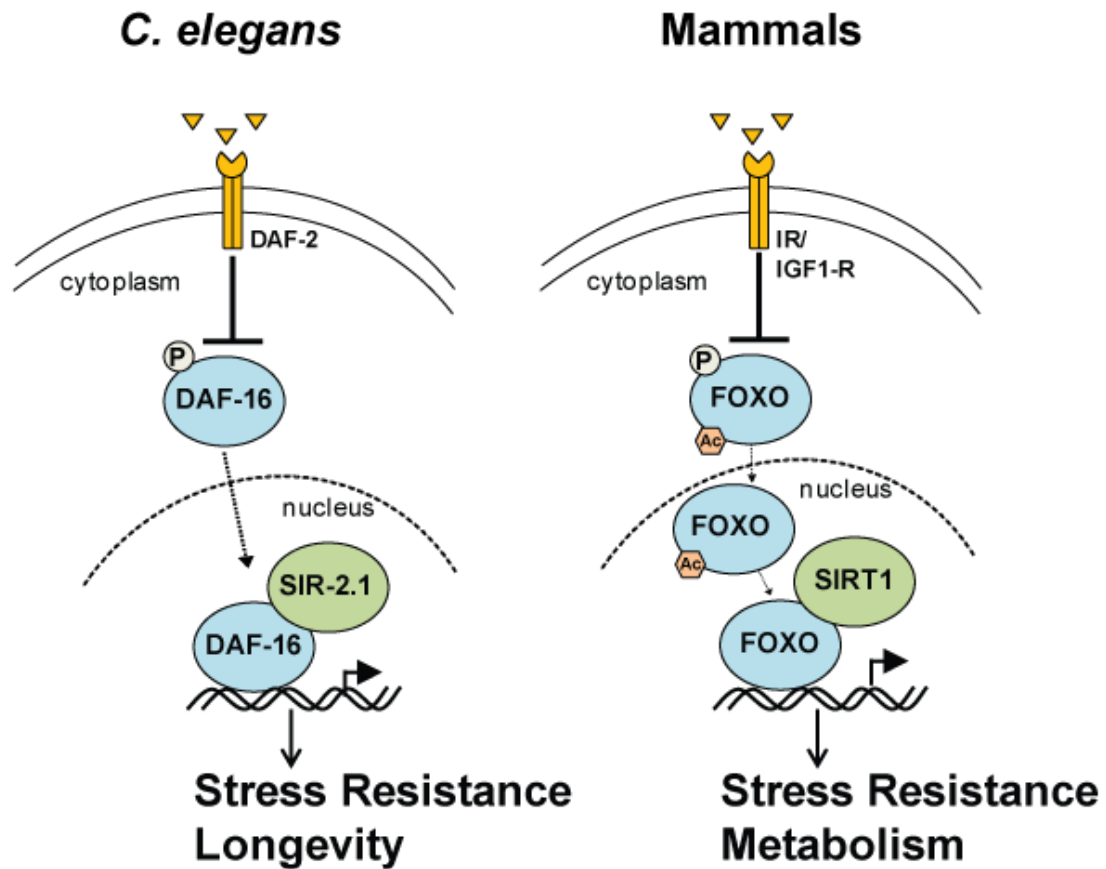 C. elegans
DAF-2
cytoplasm
P
DAF-16
nucleus
SIR-2.1
DAF-16
Stress Resistance
Longevity
Mammals
IR/
IGF1-R
cytoplasm
P
FOXO
Ac
nucleus
FOXO
Ac
SIRT1
FOXO
Stress Resistance
Metabolism